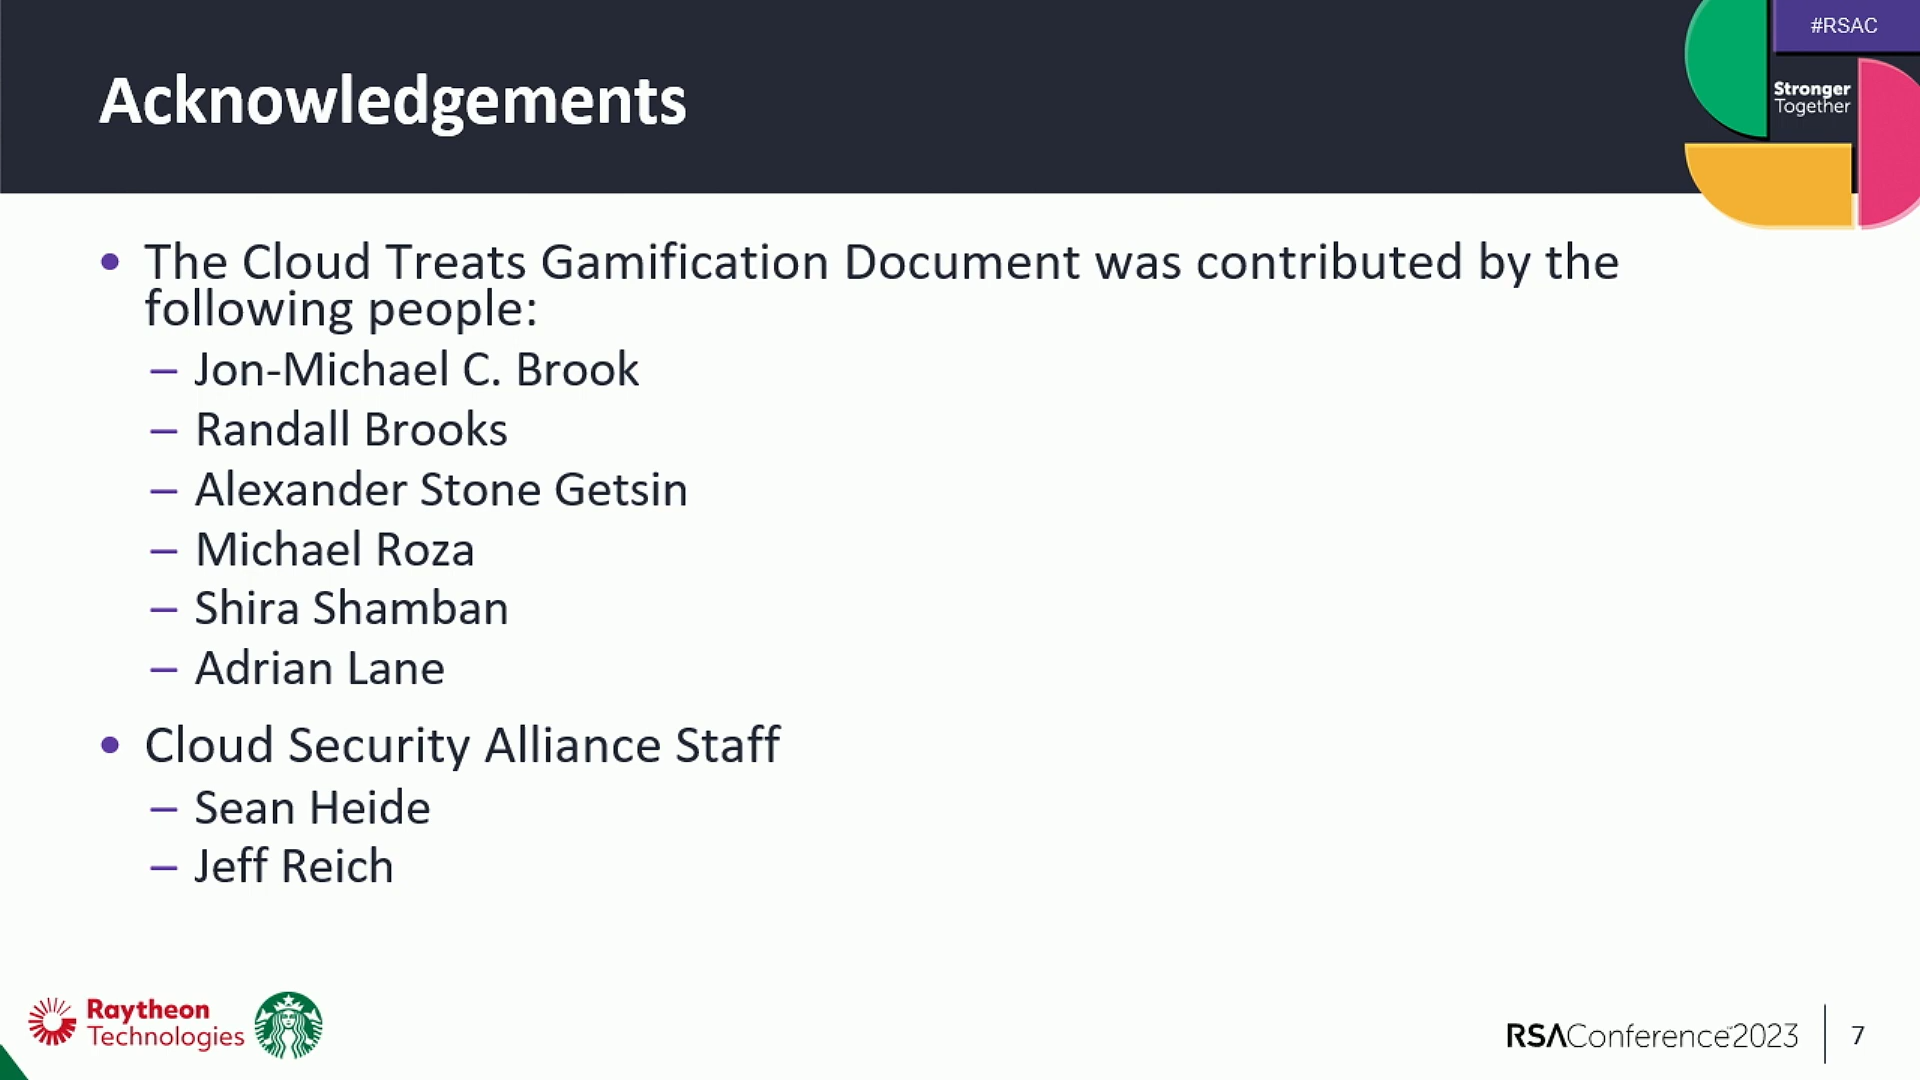 #RSAC
Acknowledgements
Stronger
Together
• The Cloud Treats Gamification Document was contributed by the
following people:
– Jon-Michael C. Brook
– Randall Brooks
– Alexander Stone Getsin
– Michael Roza
– Shira Shamban
– Adrian Lane
• Cloud Security Alliance Staff
– Sean Heide
– Jeff Reich
Raytheon
Technologies
RSAConference™2023
7